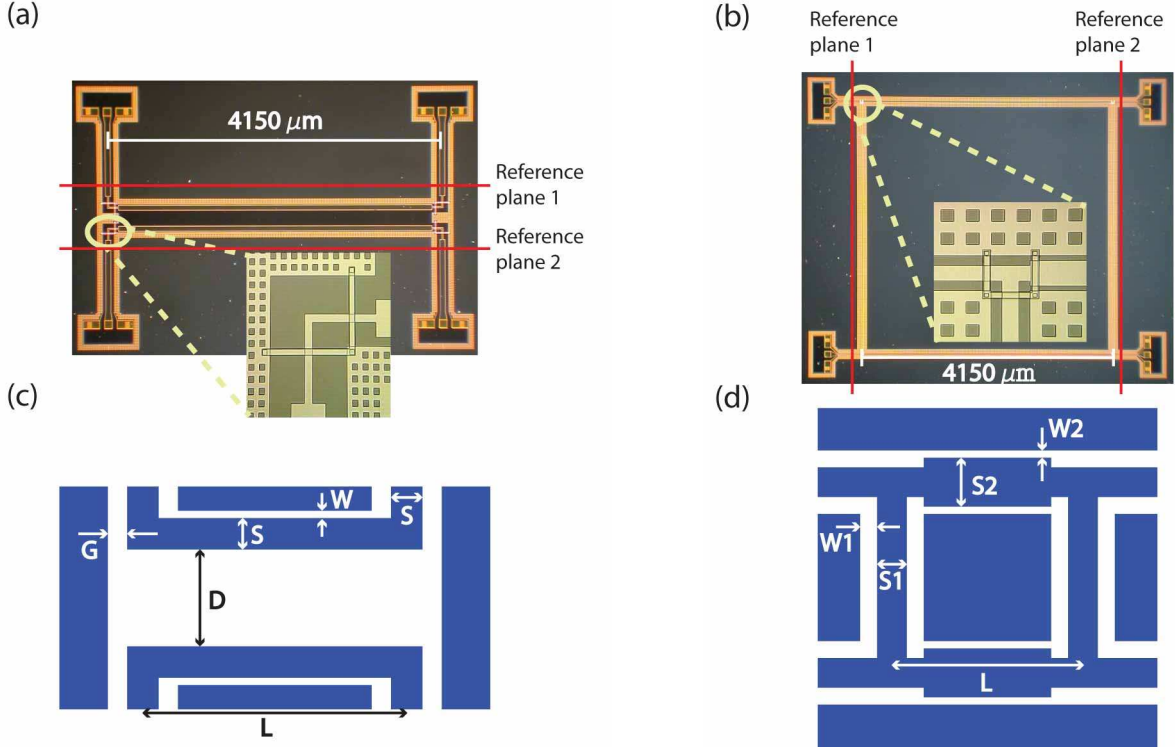 (a)
4150 μm
Reference
plane 1
Reference
plane 2
(b)
Reference
plane 1
Reference
plane 2
4150 μm
(c)
W
S
S
G
D
L
(d)
W2
S2
W1
S1
L